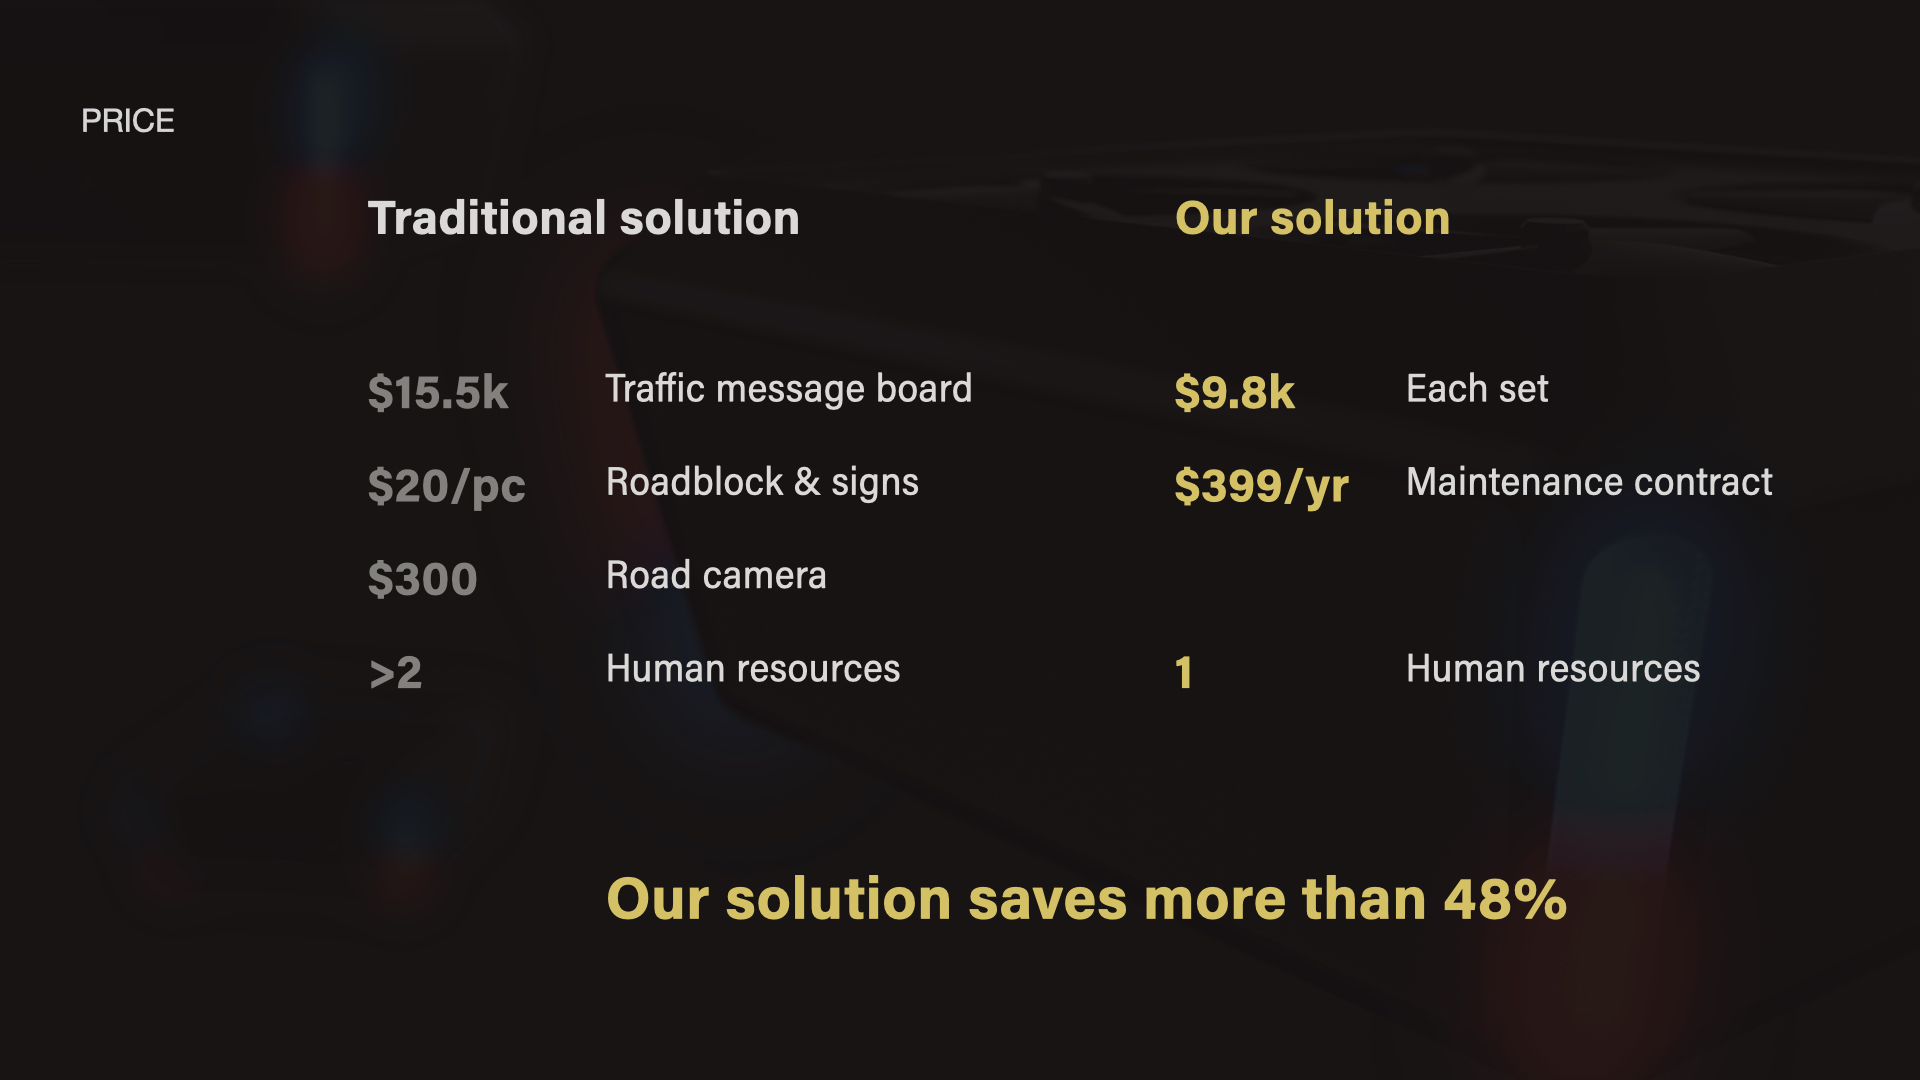 PRICE
Traditional solution
$15.5k Traffic message board
$20/pc Roadblock & signs
$300 Road camera
>2 Human resources
Our solution
$9.8k Each set
$399/yr Maintenance contract
1 Human resources
Our solution saves more than 48%